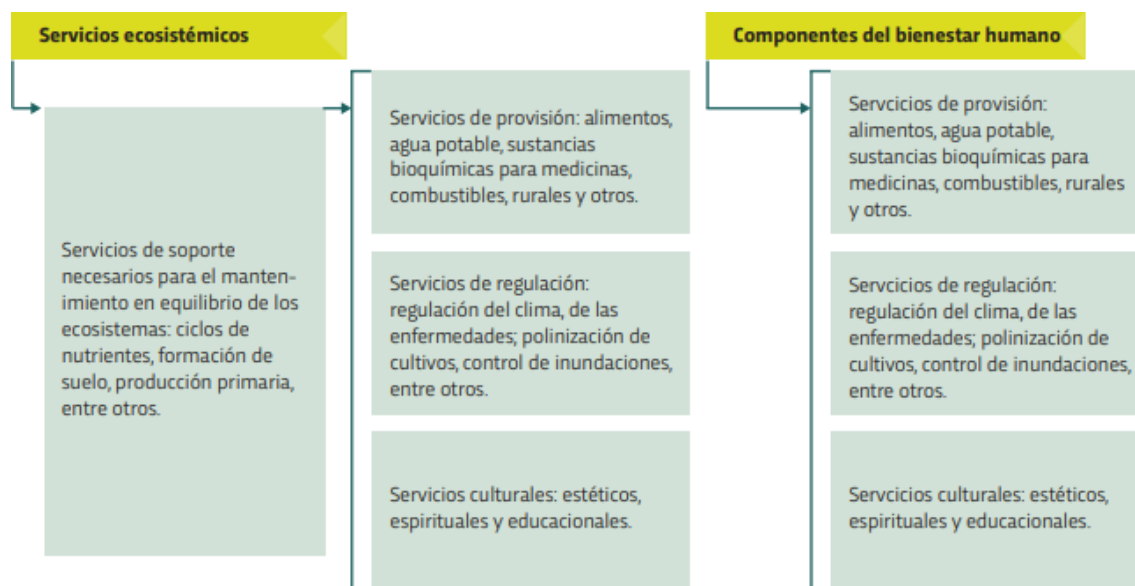 Servicios ecosistémicos
Servicios de soporte
necesarios para el manten-
imiento en equilibrio de los
ecosistemas: ciclos de
nutrientes, formación de
suelo, producción primaria,
entre otros.
Servicios de provisión: alimentos,
agua potable, sustancias
bioquímicas para medicinas,
combustibles, rurales y otros.
Servicios de regulación:
regulación del clima, de las
enfermedades; polinización de
cultivos, control de inundaciones,
entre otros.
Servicios culturales: estéticos,
espirituales y educacionales.
Componentes del bienestar humano
Servcicios de provisión:
alimentos, agua potable,
sustancias bioquímicas para
medicinas, combustibles, rurales
y otros.
Servcicios de regulación:
regulación del clima, de las
enfermedades; polinización de
cultivos, control de inundaciones,
entre otros.
Servcicios culturales: estéticos,
espirituales y educacionales.